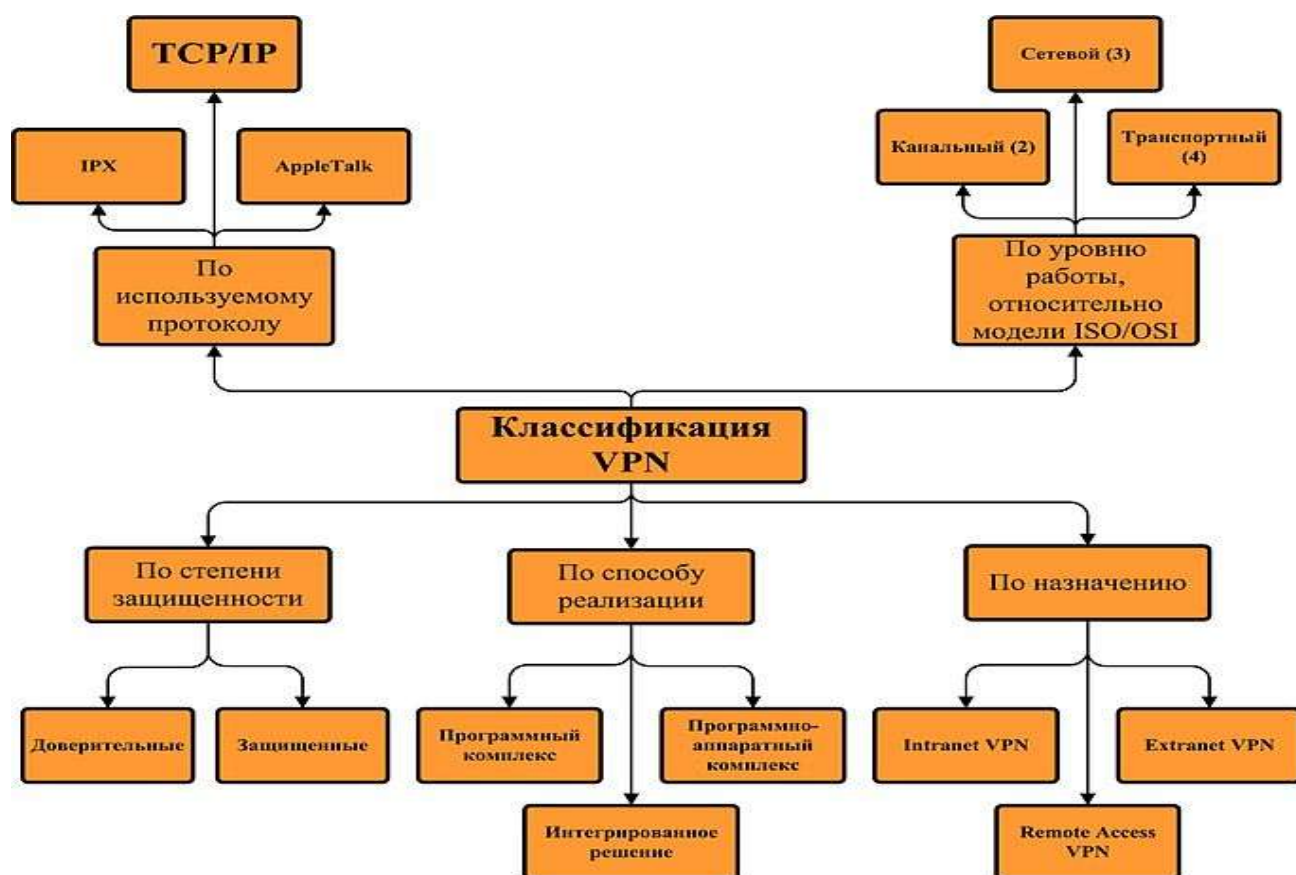 TCP/IP
Сетевой (3)
IPX
AppleTalk
Канальный (2)
Транспортный
(4)
По
используемому
протоколу
По уровню
работы,
относительно
модели ISO/OSI
Классификация
VPN
По степени
защищенности
По способу
реализации
По назначению
Доверительные
Защищенные
Программный
комплекс
Программно-
аппаратный
комплекс
Intranet VPN
Extranet VPN
Интегрированное
решение
Remote Access
VPN